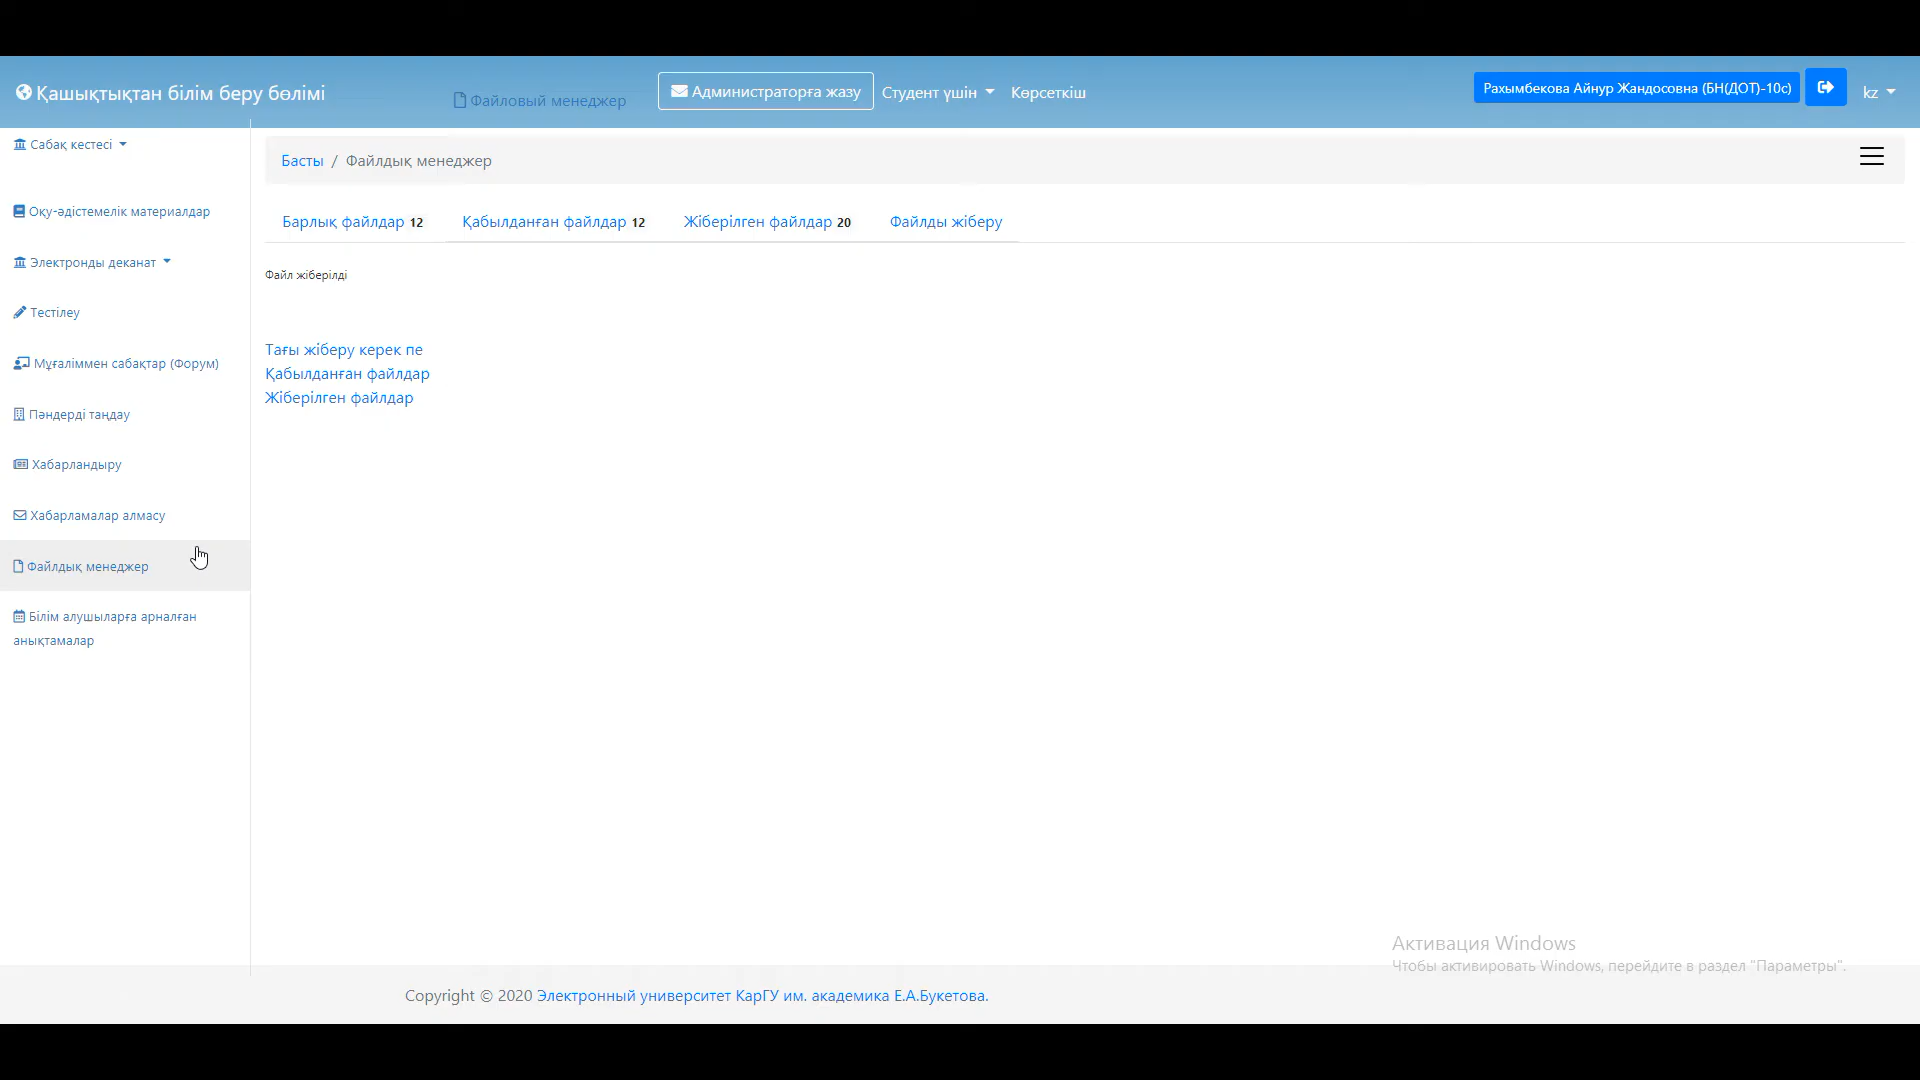 Қашықтықтан білім беру бөлімі
Файловый менеджер
Администраторға жазу
Студент үшін
Көрсеткіш
Рахымбекова Айнур Жандосовна (БН(ДОТ)-10с)
kz
Сабақ кестесі
Оқу-әдістемелік материалдар
Электронды деканат
Тестілеу
Мұғаліммен сабақтар (Форум)
Пәндерді таңдау
Хабарландыру
Хабарламалар алмасу
Файлдық менеджер
Білім алушыларға арналған
анықтамалар
Басты / Файлдық менеджер
Барлық файлдар 12
Қабылданған файлдар 12
Жіберілген файлдар 20
Файлды жіберу
Файл жіберілді
Тағы жіберу керек пе
Қабылданған файлдар
Жіберілген файлдар
Активация Windows
Чтобы активировать Windows, перейдите в раздел "Параметры".
Copyright © 2020 Электронный университет КарГУ им. академика Е.А.Букетова.